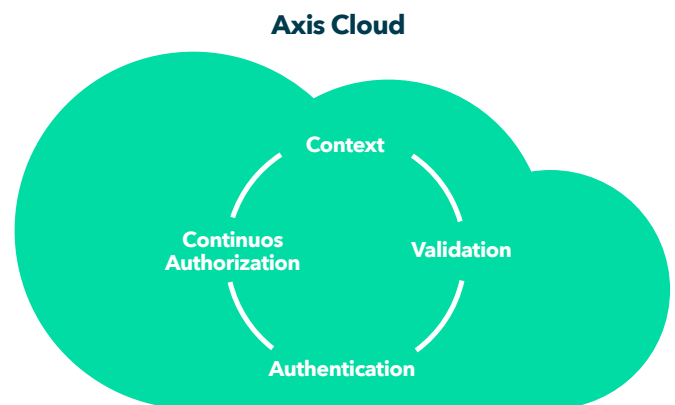 Axis Cloud
Context
Continuos
Authorization
Validation
Authentication